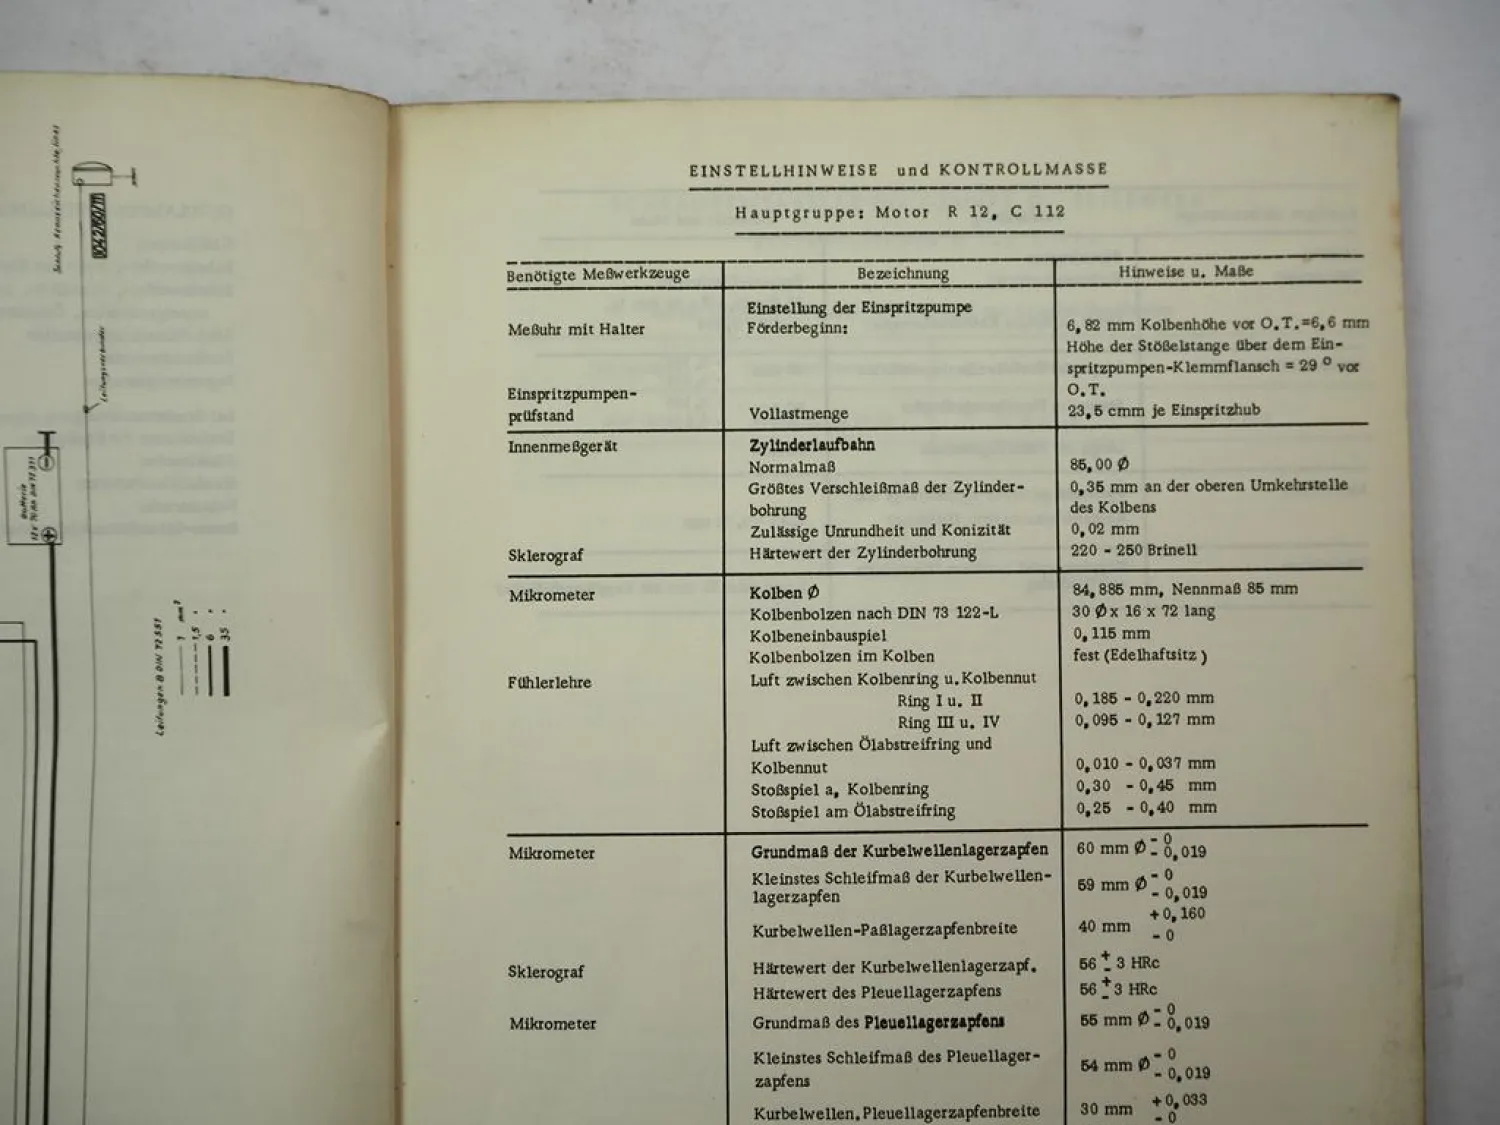 Leitungsverbinder
Batterie
Leitungen B DIN 72551
1 mm²
1,5 "
6 "
35 "
EINSTELLHINWEISE und KONTROLLMASSE
Hauptgruppe: Motor R 12, C 112
Benötigte Meßwerkzeuge Bezeichnung Hinweise u. Maße
Einstellung der Einspritzpumpe
Meßuhr mit Halter Förderbeginn: 6,82 mm Kolbenhöhe vor O.T.=6,6 mm
Höhe der Stößelstange über dem Ein-
spritzpumpen-Klemmflansch = 29 ° vor
Einspritzpumpen- O.T.
prüfstand Vollastmenge 23,5 cmm je Einspritzhub
Innenmeßgerät Zylinderlaufbahn
Normalmaß 85,00 Ø
Größtes Verschleißmaß der Zylinder- 0,35 mm an der oberen Umkehrstelle
bohrung des Kolbens
Zulässige Unrundheit und Konizität 0,02 mm
Sklerograf Härtewert der Zylinderbohrung 220 - 250 Brinell
Mikrometer Kolben Ø 84,885 mm, Nennmaß 85 mm
Kolbenbolzen nach DIN 73 122-L 30 Ø x 16 x 72 lang
Kolbeneinbauspiel 0,115 mm
Kolbenbolzen im Kolben fest (Edelhaftsitz )
Fühlerlehre Luft zwischen Kolbenring u. Kolbennut
Ring I u. II 0,185 - 0,220 mm
Ring III u. IV 0,095 - 0,127 mm
Luft zwischen Ölabstreifring und
Kolbennut 0,010 - 0,037 mm
Stoßspiel a, Kolbenring 0,30 - 0,45 mm
Stoßspiel am Ölabstreifring 0,25 - 0,40 mm
Mikrometer Grundmaß der Kurbelwellenlagerzapfen 60 mm Ø - 0 - 0,019
Kleinstes Schleifmaß der Kurbelwellen- 59 mm Ø - 0 - 0,019
lagerzapfen
Kurbelwellen-Paßlagerzapfenbreite 40 mm + 0,160 - 0
Sklerograf Härtewert der Kurbelwellenlagerzapf. 56 ± 3 HRc
Härtewert des Pleuellagerzapfens 56 ± 3 HRc
Mikrometer Grundmaß des Pleuellagerzapfens 55 mm Ø - 0 - 0,019
Kleinstes Schleifmaß des Pleuellager- 54 mm Ø - 0 - 0,019
zapfens
Kurbelwellen.Pleuellagerzapfenbreite 30 mm + 0,033 - 0